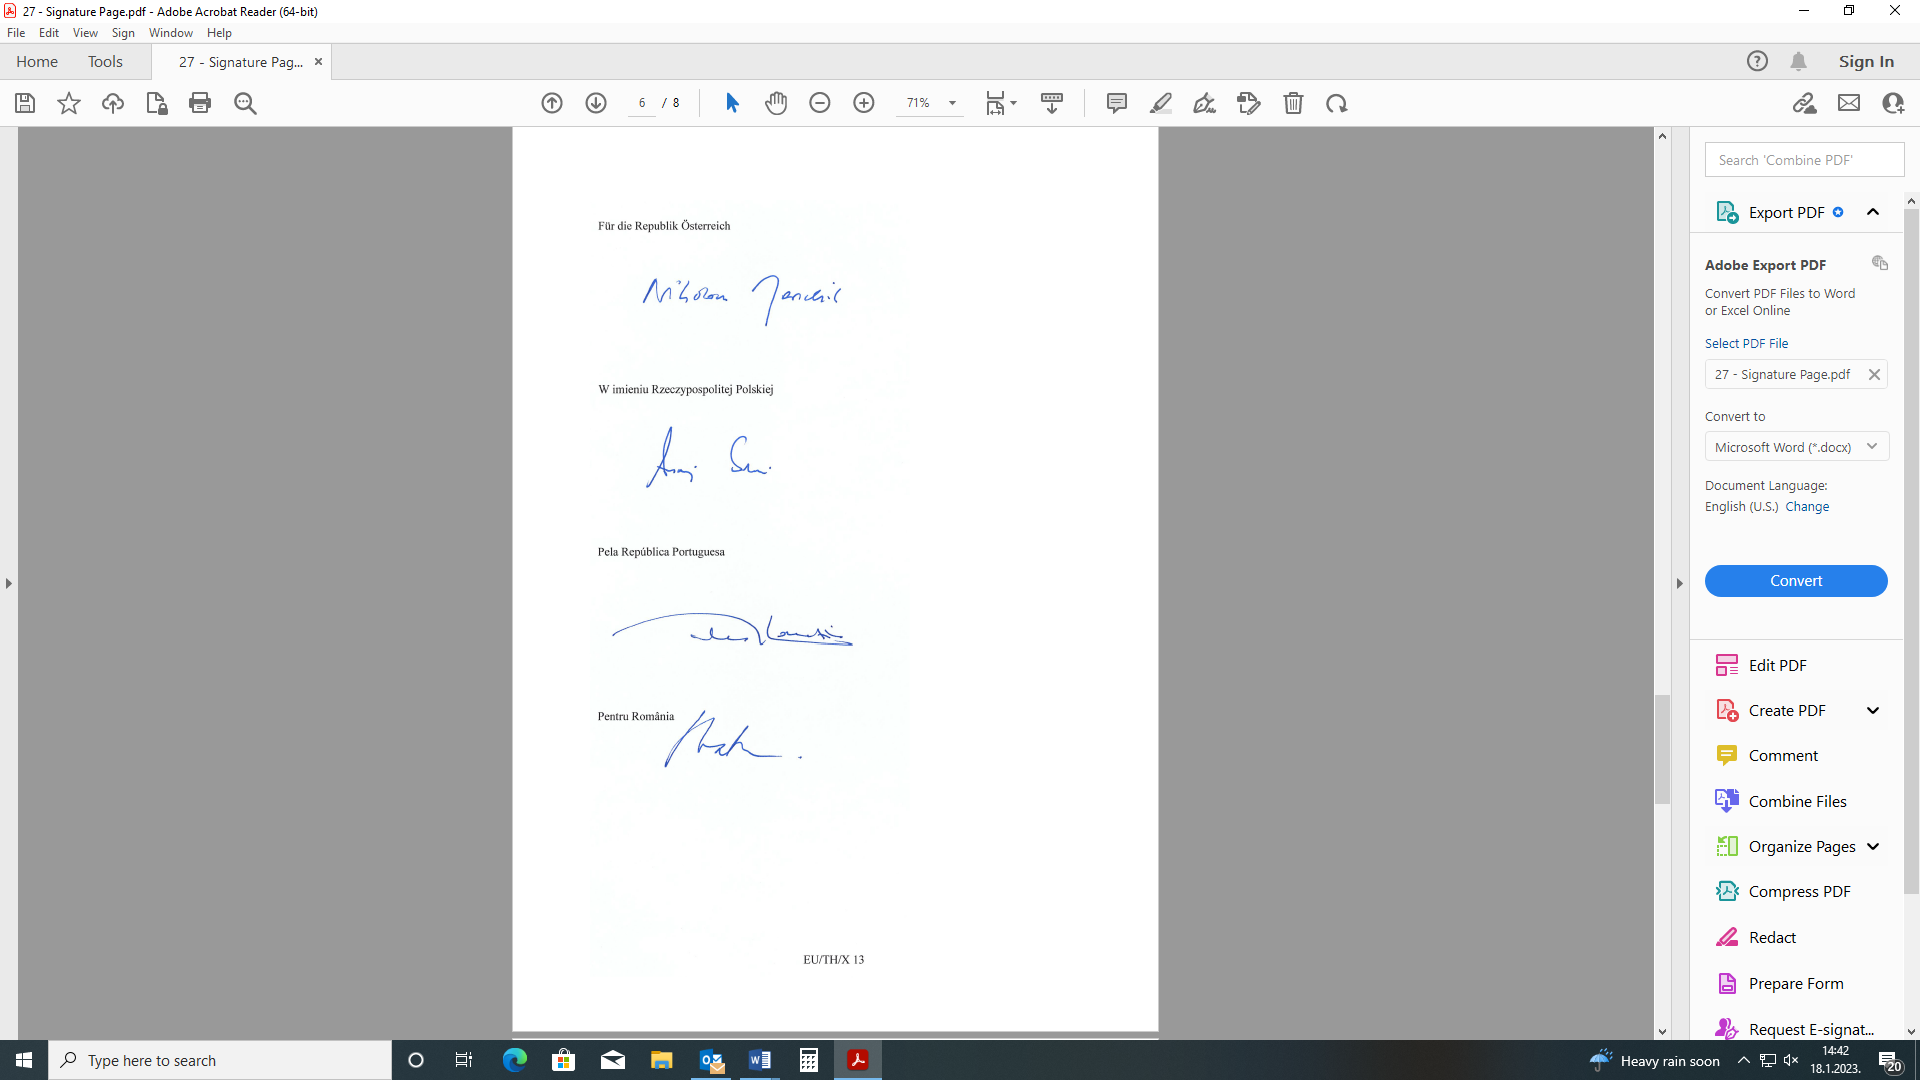 27 - Signature Page.pdf - Adobe Acrobat Reader (64-bit)
File Edit View Sign Window Help
Home Tools 27 - Signature Pag... × Sign In
6 / 8 71%
Search 'Combine PDF'
Export PDF
Adobe Export PDF
Convert PDF Files to Word
or Excel Online
Select PDF File
27 - Signature Page.pdf
Convert to
Microsoft Word (*.docx)
Document Language:
English (U.S.) Change
Convert
Edit PDF
Create PDF
Comment
Combine Files
Organize Pages
Compress PDF
Redact
Prepare Form
Request E-signat...
Für die Republik Österreich
W imieniu Rzeczypospolitej Polskiej
Pela República Portuguesa
Pentru România
EU/TH/X 13
Type here to search
Heavy rain soon
14:42
18.1.2023.
20